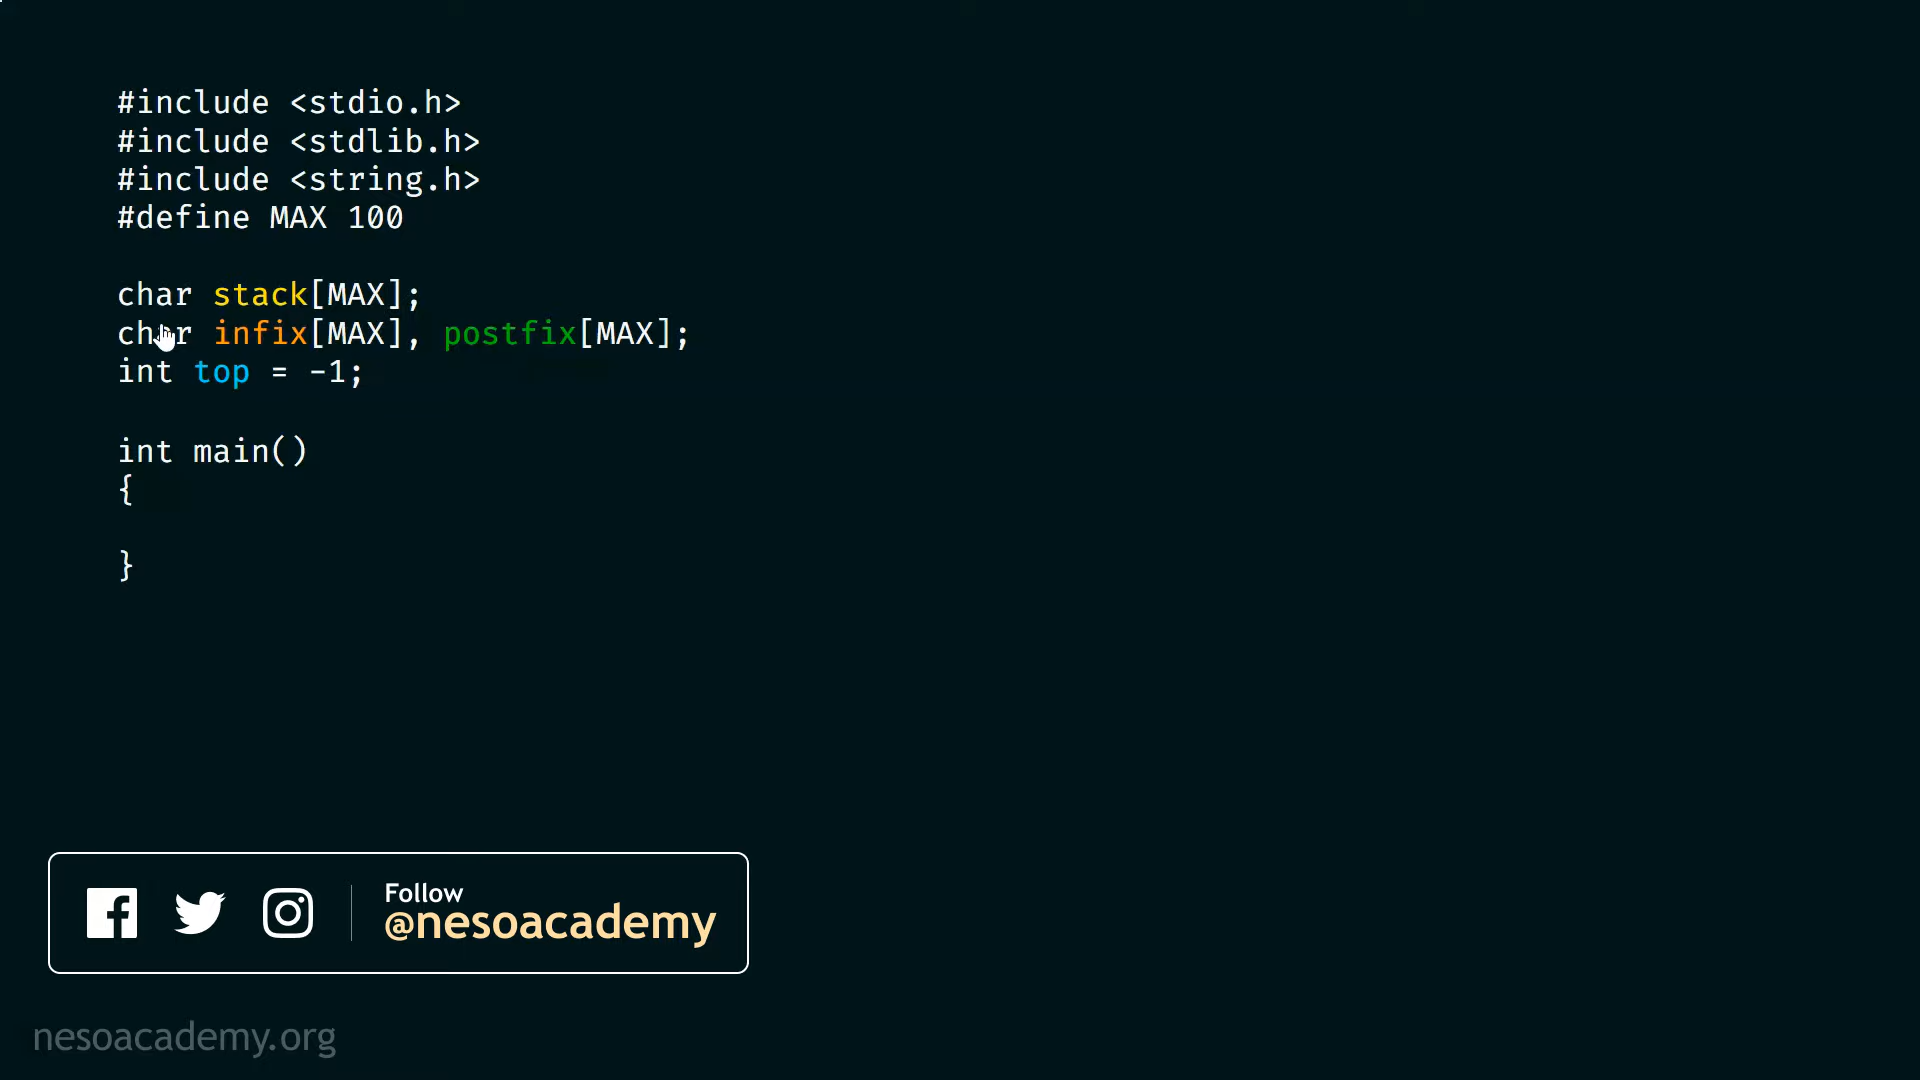 #include <stdio.h>
#include <stdlib.h>
#include <string.h>
#define MAX 100
char stack[MAX];
char infix[MAX], postfix[MAX];
int top = -1;
int main()
{
}
Follow
@nesoacademy
nesoacademy.org